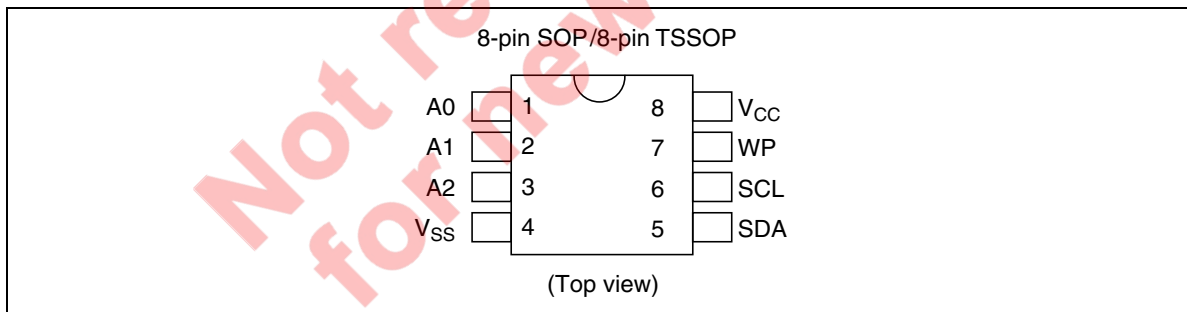 8-pin SOP/8-pin TSSOP
A0 1 8 VCC
A1 2 7 WP
A2 3 6 SCL
VSS 4 5 SDA
(Top view)
Not re
for new